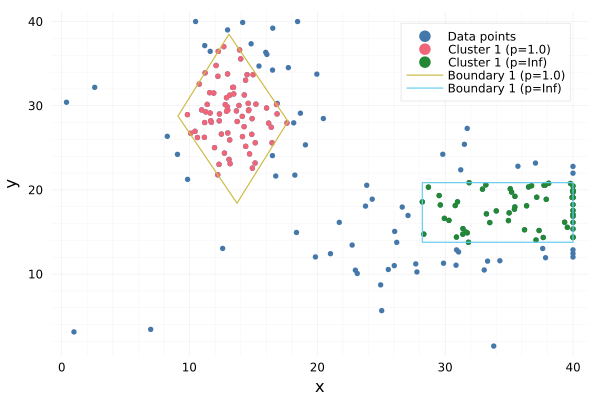 40
30
20
10
y
0
10
20
30
40
x
Data points
Cluster 1 (p=1.0)
Cluster 1 (p=Inf)
Boundary 1 (p=1.0)
Boundary 1 (p=Inf)